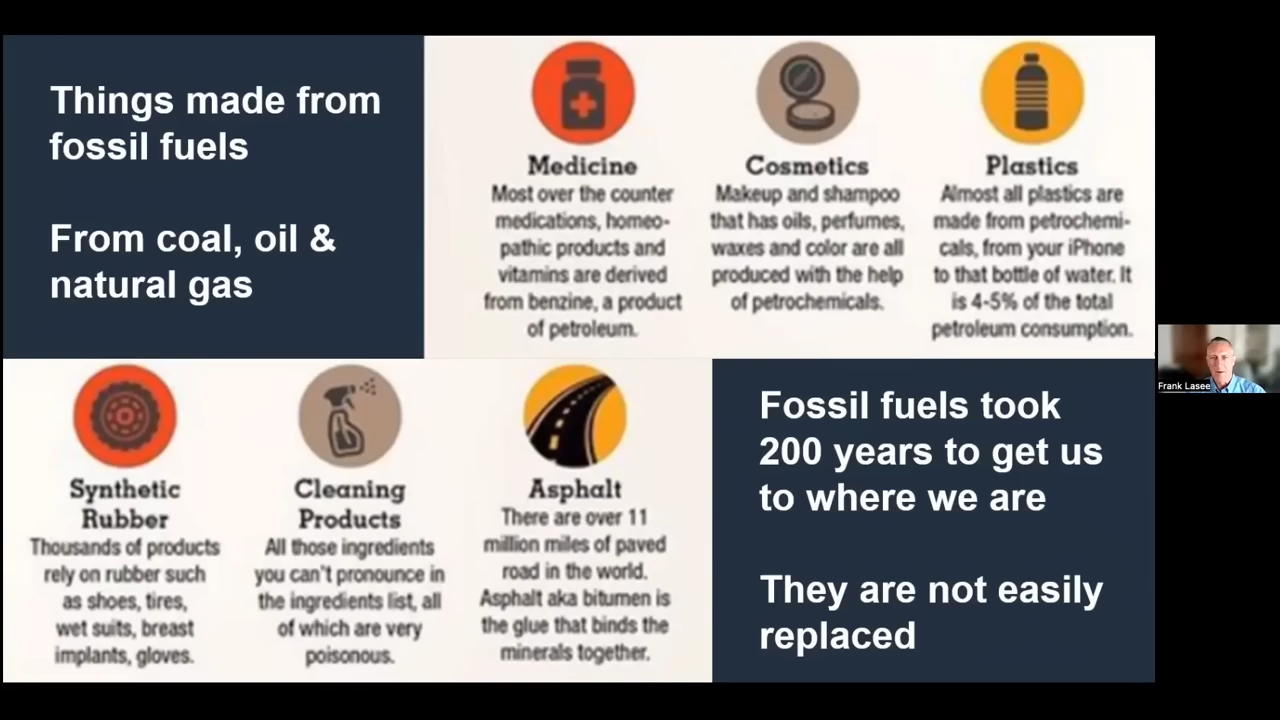 Things made from
fossil fuels
From coal, oil &
natural gas
Medicine
Most over the counter
medications, homeo-
pathic products and
vitamins are derived
from benzine, a product
of petroleum.
Cosmetics
Makeup and shampoo
that has oils, perfumes,
waxes and color are all
produced with the help
of petrochemicals.
Plastics
Almost all plastics are
made from petrochemi-
cals, from your iPhone
to that bottle of water. It
is 4-5% of the total
petroleum consumption.
Synthetic
Rubber
Thousands of products
rely on rubber such
as shoes, tires,
wet suits, breast
implants, gloves.
Cleaning
Products
All those ingredients
you can't pronounce in
the ingredients list, all
of which are very
poisonous.
Asphalt
There are over 11
million miles of paved
road in the world.
Asphalt aka bitumen is
the glue that binds the
minerals together.
Fossil fuels took
200 years to get us
to where we are
They are not easily
replaced
Frank Lasee